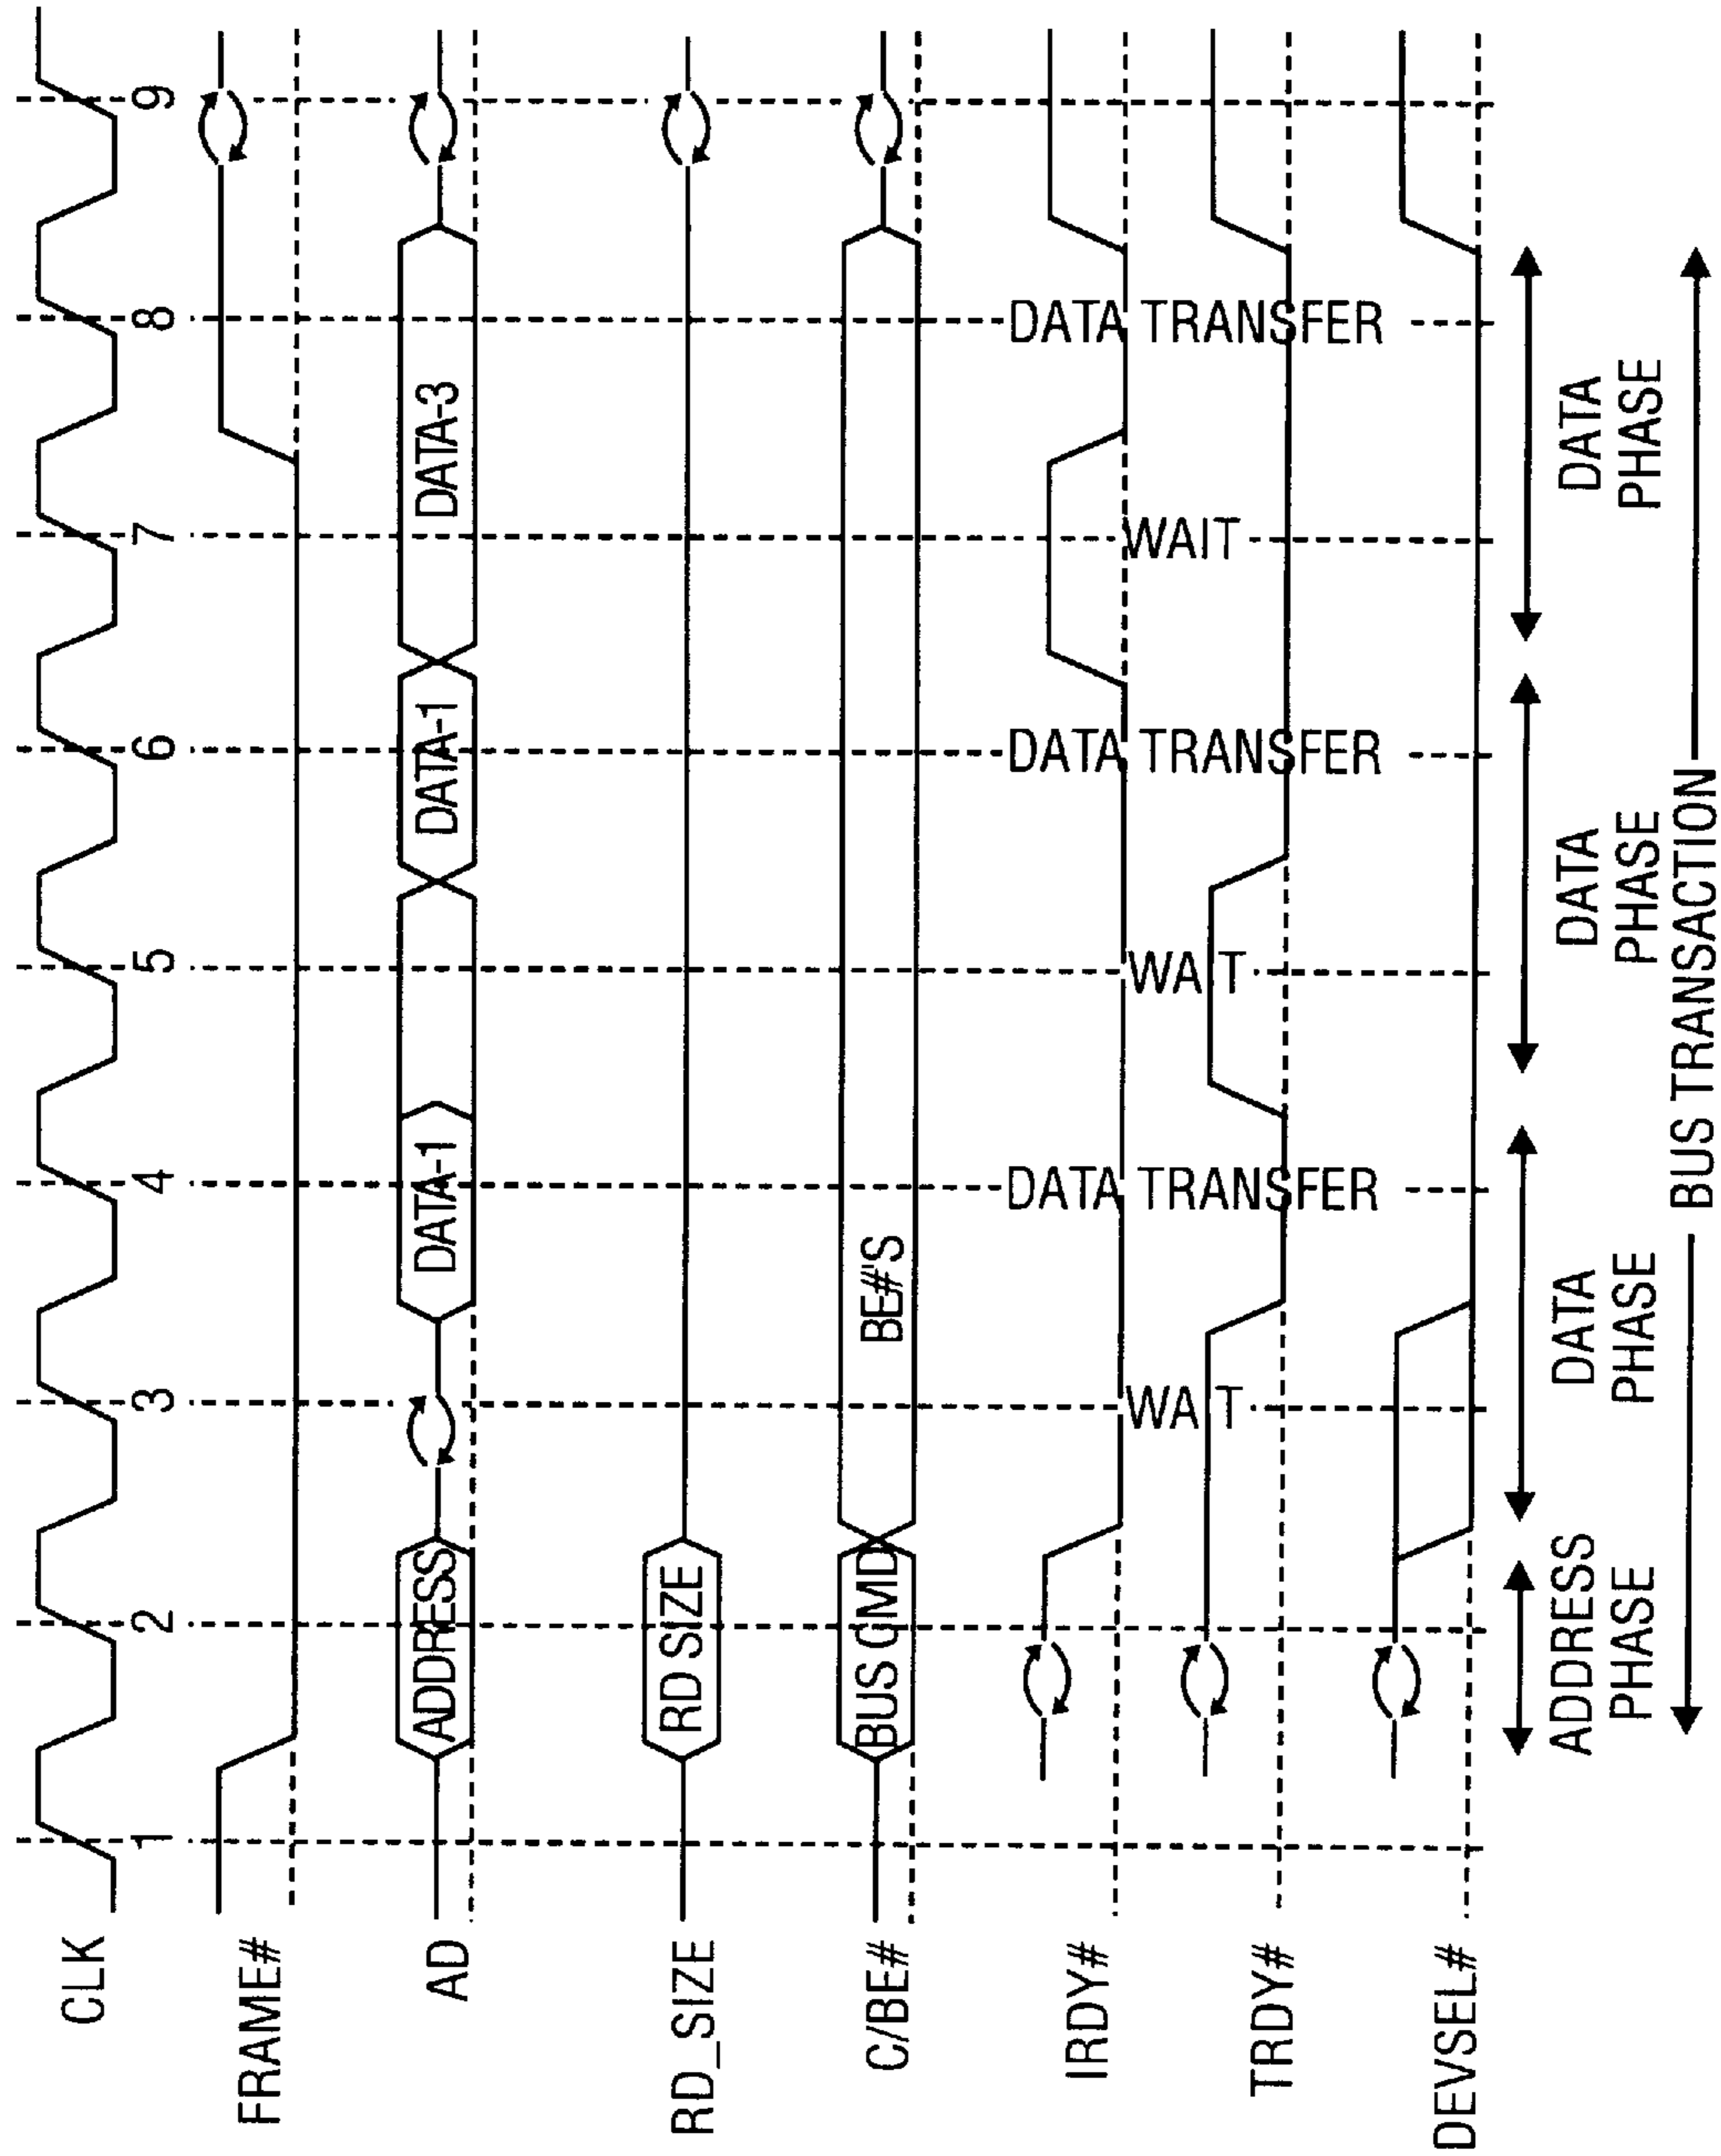 CLK
1
2
3
4
5
6
7
8
9
FRAME#
AD
ADDRESS
DATA-1
DATA-1
DATA-3
RD_SIZE
RD SIZE
C/BE#
BUS CMD
BE#'S
IRDY#
WAIT
DATA TRANSFER
WAIT
DATA TRANSFER
WAIT
DATA TRANSFER
TRDY#
DEVSEL#
ADDRESS
PHASE
DATA
PHASE
DATA
PHASE
DATA
PHASE
BUS TRANSACTION